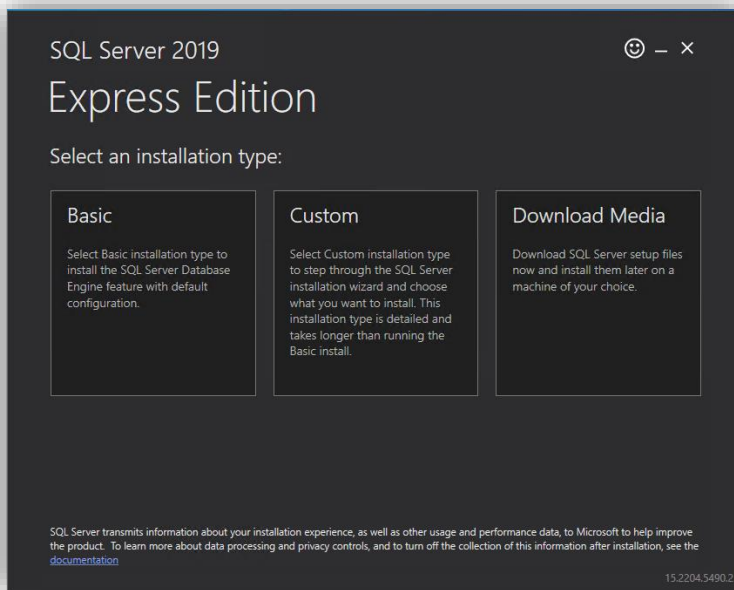 SQL Server 2019
Express Edition
Select an installation type:
Basic
Select Basic installation type to
install the SQL Server Database
Engine feature with default
configuration.
Custom
Select Custom installation type
to step through the SQL Server
installation wizard and choose
what you want to install. This
installation type is detailed and
takes longer than running the
Basic install.
Download Media
Download SQL Server setup files
now and install them later on a
machine of your choice.
SQL Server transmits information about your installation experience, as well as other usage and performance data, to Microsoft to help improve
the product. To learn more about data processing and privacy controls, and to turn off the collection of this information after installation, see the
documentation
15.2204.5490.2